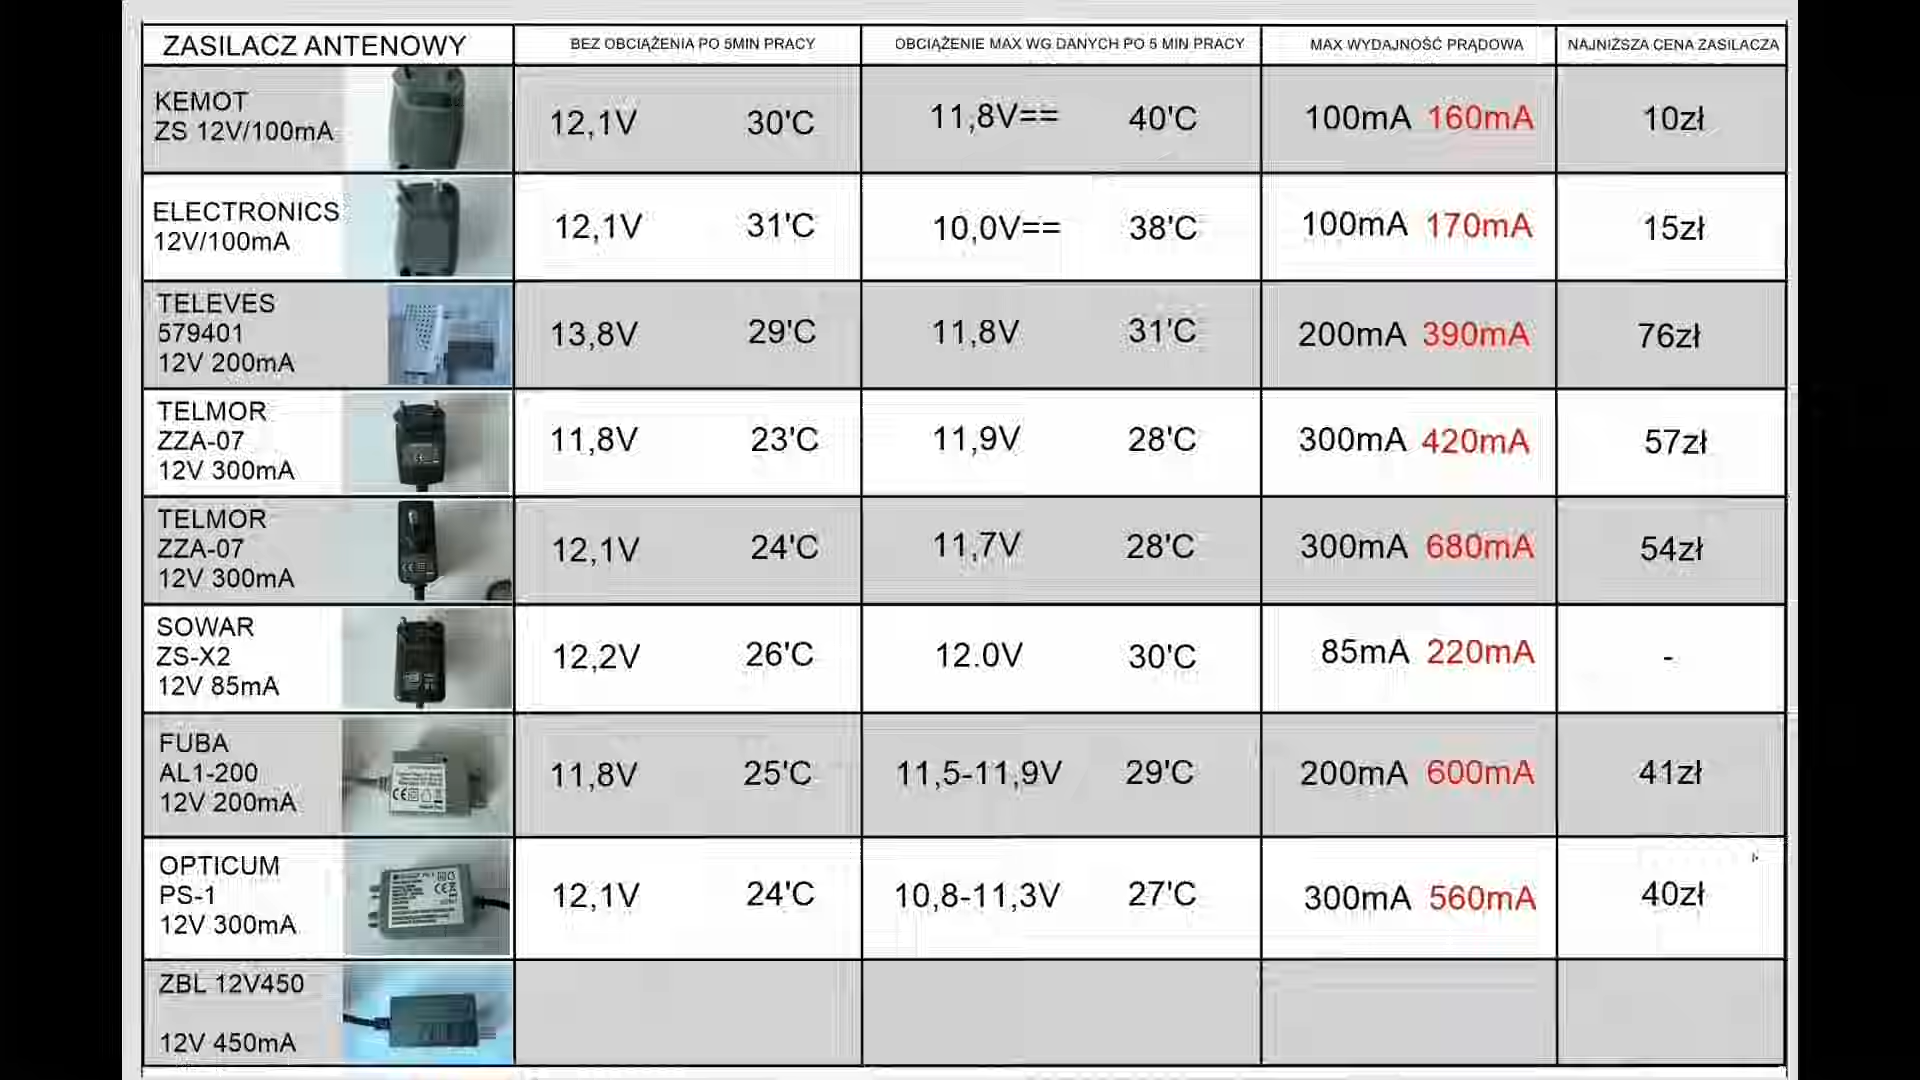 ZASILACZ ANTENOWY BEZ OBCIĄŻENIA PO 5MIN PRACY OBCIĄŻENIE MAX WG DANYCH PO 5 MIN PRACY MAX WYDAJNOŚĆ PRĄDOWA NAJNIŻSZA CENA ZASILACZA
KEMOT
ZS 12V/100mA
12,1V 30'C 11,8V== 40'C 100mA 160mA 10zł
ELECTRONICS
12V/100mA
12,1V 31'C 10,0V== 38'C 100mA 170mA 15zł
TELEVES
579401
12V 200mA
13,8V 29'C 11,8V 31'C 200mA 390mA 76zł
TELMOR
ZZA-07
12V 300mA
11,8V 23'C 11,9V 28'C 300mA 420mA 57zł
TELMOR
ZZA-07
12V 300mA
12,1V 24'C 11,7V 28'C 300mA 680mA 54zł
SOWAR
ZS-X2
12V 85mA
12,2V 26'C 12.0V 30'C 85mA 220mA -
FUBA
AL1-200
12V 200mA
11,8V 25'C 11,5-11,9V 29'C 200mA 600mA 41zł
OPTICUM
PS-1
12V 300mA
12,1V 24'C 10,8-11,3V 27'C 300mA 560mA 40zł
ZBL 12V450
12V 450mA